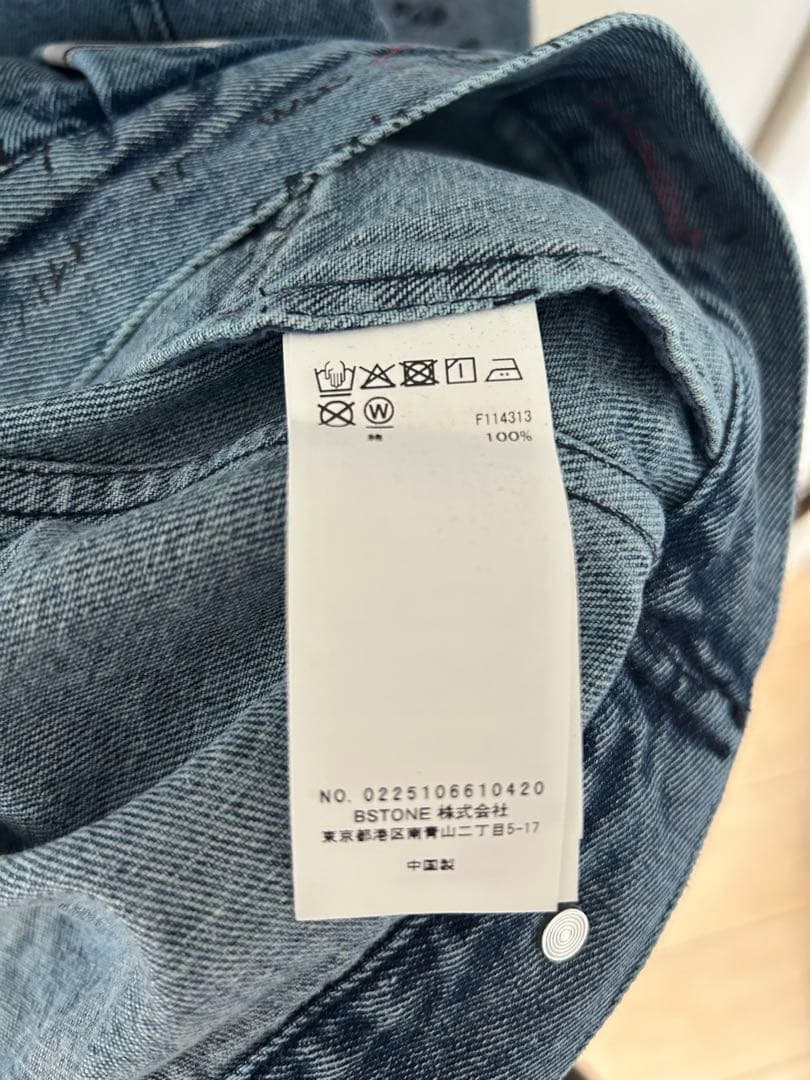 F114313
100%
NO. 0225106610420
BSTONE 株式会社
東京都港区南青山二丁目5-17
中国製